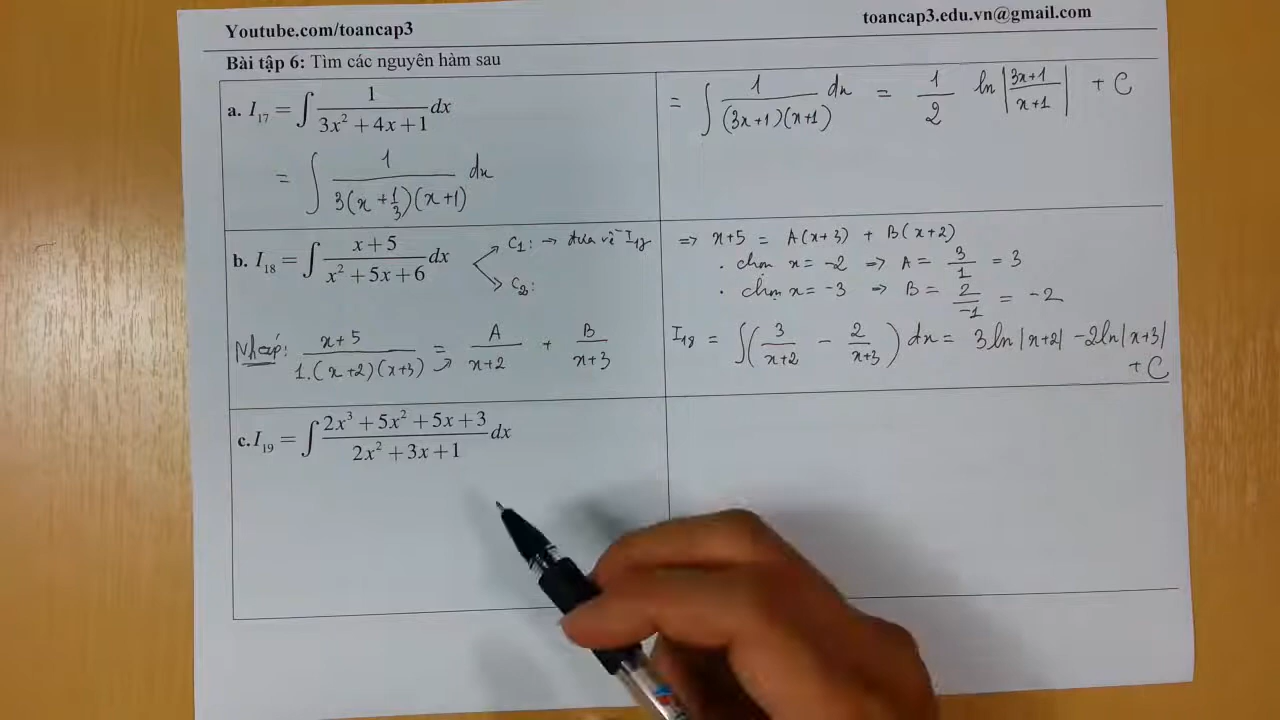 Youtube.com/toancap3
toancap3.edu.vn@gmail.com
Bài tập 6: Tìm các nguyên hàm sau
a. I₁₇ = ∫ 1/(3x² + 4x + 1) dx
= ∫ 1/(3(x + 1/3)(x + 1)) dx
= ∫ 1/((3x+1)(x+1)) dx = 1/2 ln |(3x+1)/(x+1)| + C
b. I₁₈ = ∫ (x + 5)/(x² + 5x + 6) dx
C₁: → đưa về I₁₇
C₂:
Nháp: (x+5)/(1.(x+2)(x+3)) = A/(x+2) + B/(x+3)
⇒ x+5 = A(x+3) + B(x+2)
. chọn x = -2 ⇒ A = 3/1 = 3
. chọn x = -3 ⇒ B = 2/-1 = -2
I₁₈ = ∫(3/(x+2) - 2/(x+3)) dx = 3ln|x+2| - 2ln|x+3|
+ C
c. I₁₉ = ∫ (2x³ + 5x² + 5x + 3)/(2x² + 3x + 1) dx